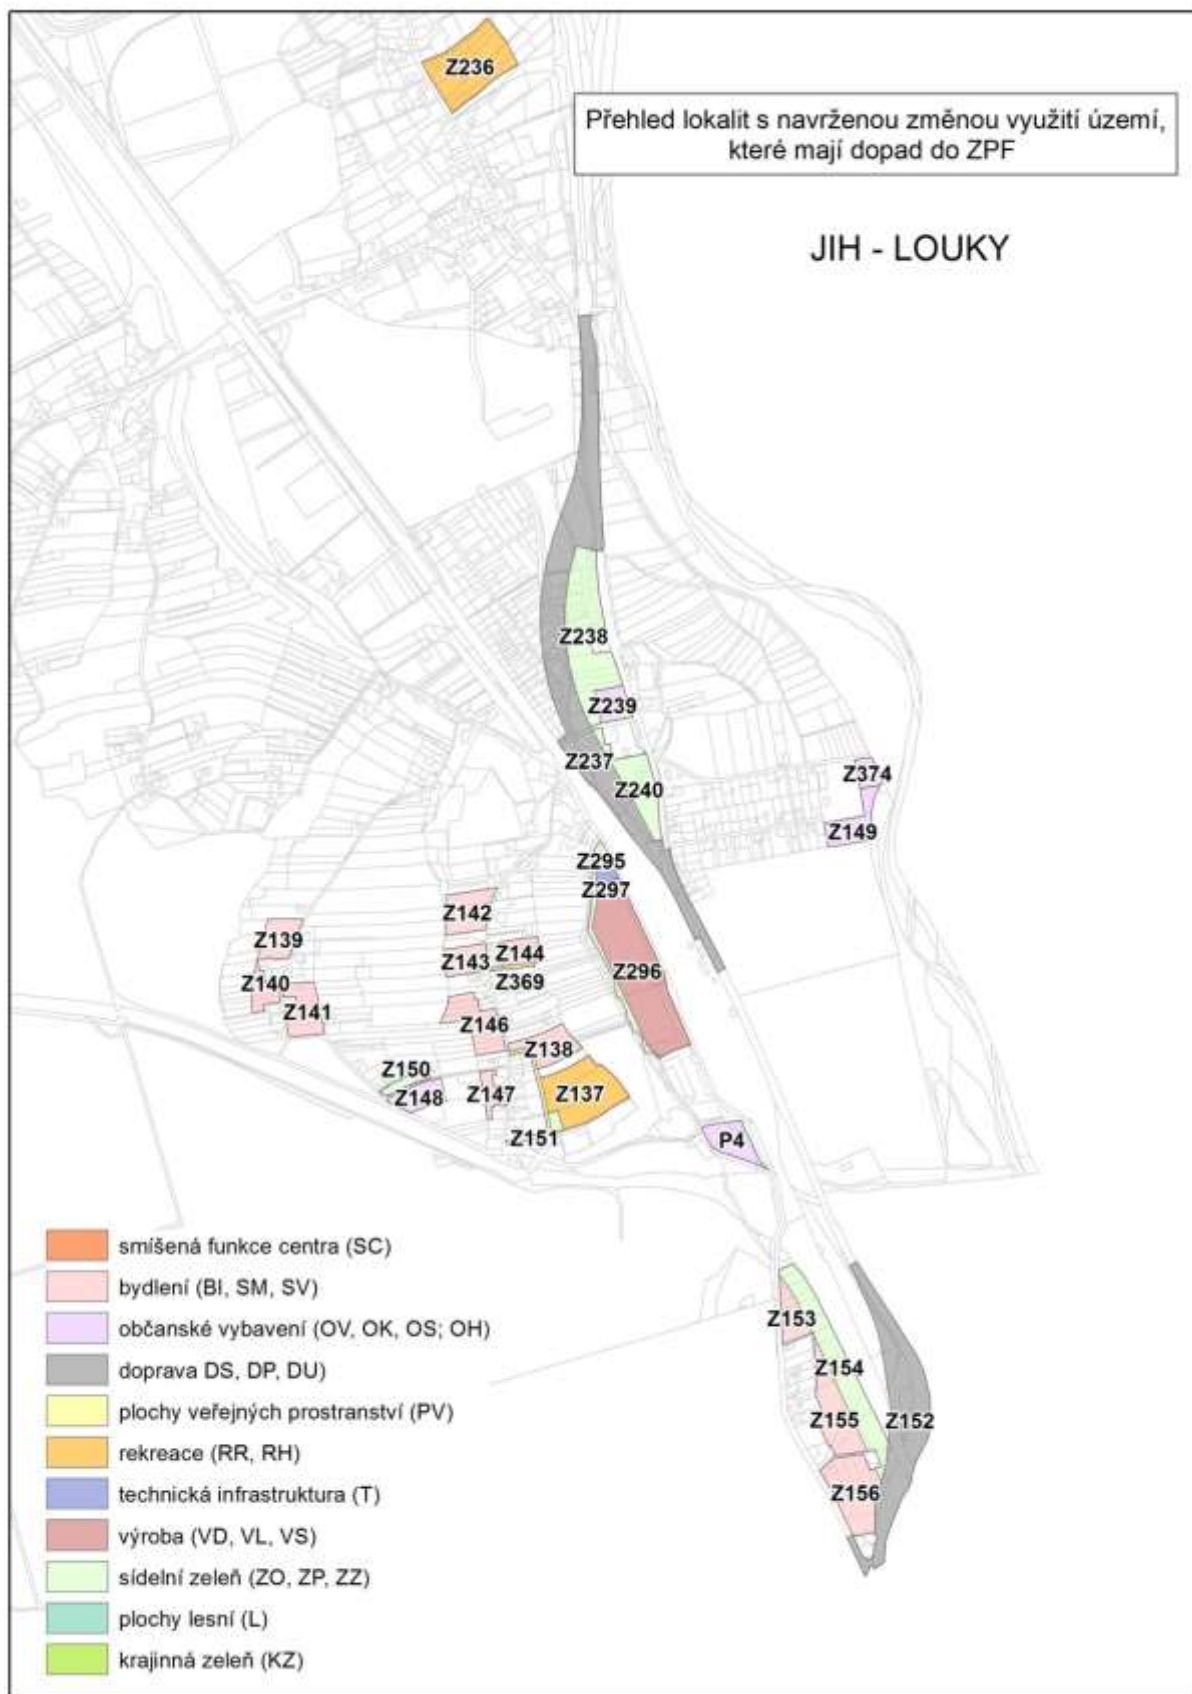 Z236
Přehled lokalit s navrženou změnou využití území,
které mají dopad do ZPF
JIH - LOUKY
Z238
Z239
Z237
Z240
Z374
Z149
Z295
Z297
Z142
Z139
Z144
Z143
Z369
Z296
Z140
Z141
Z146
Z138
Z150
Z148
Z147
Z137
Z151
P4
Z153
Z154
Z155
Z152
Z156
smíšená funkce centra (SC)
bydlení (BI, SM, SV)
občanské vybavení (OV, OK, OS; OH)
doprava DS, DP, DU)
plochy veřejných prostranství (PV)
rekreace (RR, RH)
technická infrastruktura (T)
výroba (VD, VL, VS)
sídelní zeleň (ZO, ZP, ZZ)
plochy lesní (L)
krajinná zeleň (KZ)